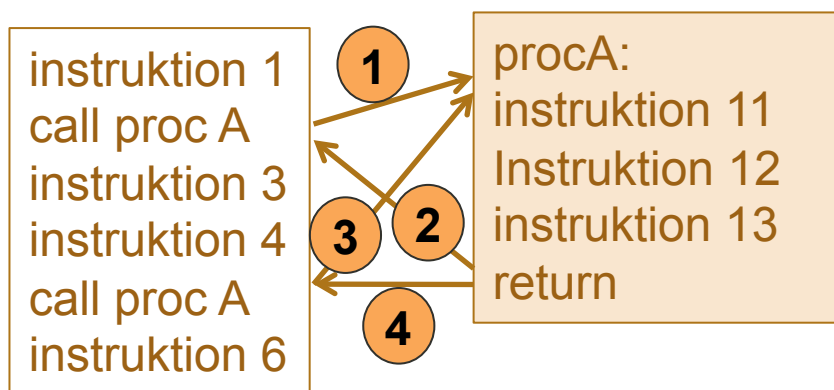 instruktion 1
call proc A
instruktion 3
instruktion 4
call proc A
instruktion 6
1
3
2
4
procA:
instruktion 11
Instruktion 12
instruktion 13
return